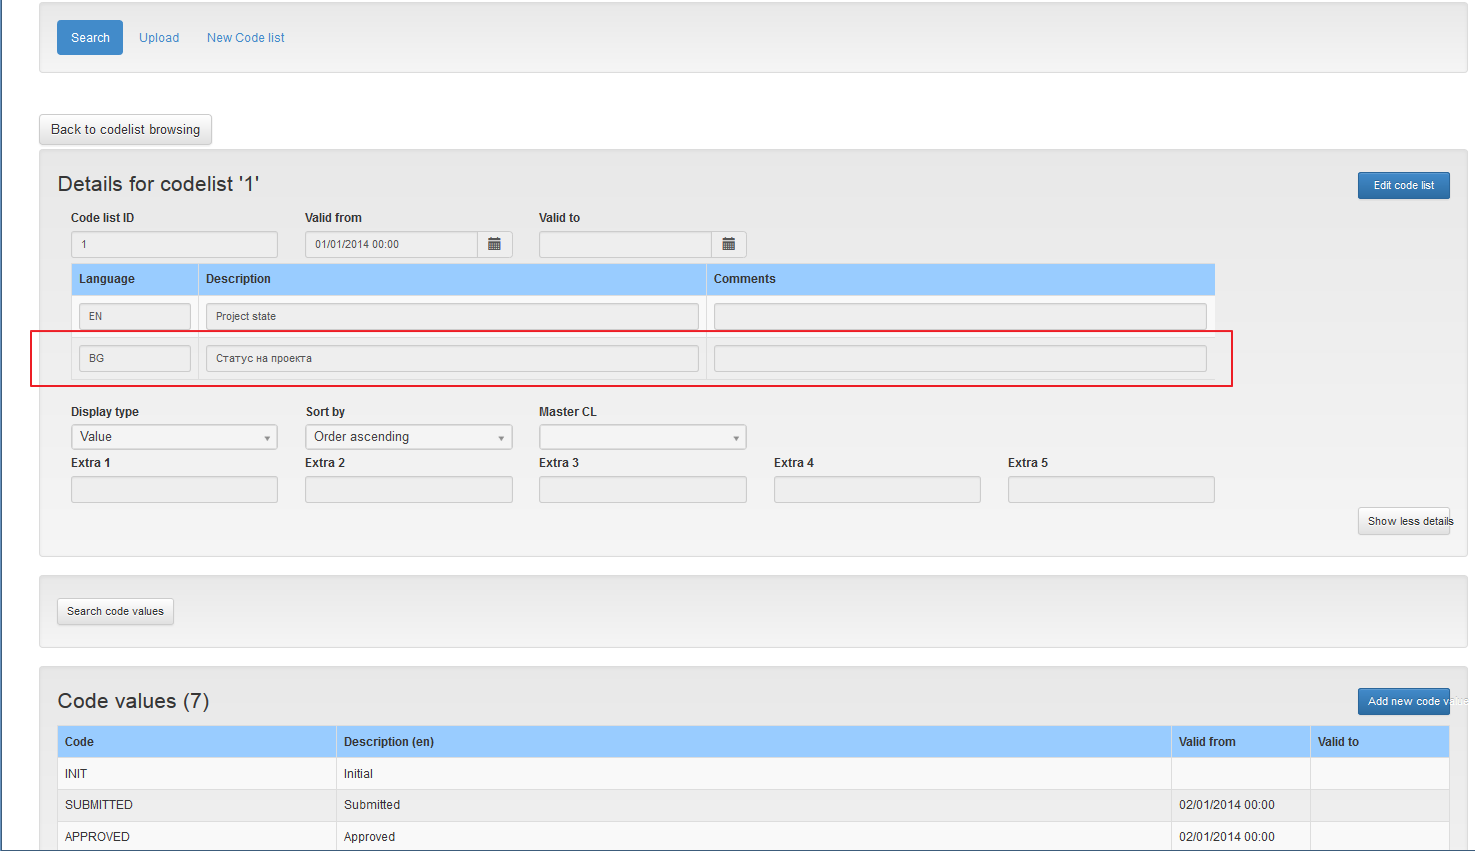 Search Upload New Code list
Back to codelist browsing
Details for codelist '1'
Edit code list
Code list ID Valid from Valid to
1 01/01/2014 00:00
Language Description Comments
EN Project state
BG Статус на проекта
Display type Sort by Master CL
Value Order ascending
Extra 1 Extra 2 Extra 3 Extra 4 Extra 5
Show less details
Search code values
Code values (7)
Add new code value
Code Description (en) Valid from Valid to
INIT Initial
SUBMITTED Submitted 02/01/2014 00:00
APPROVED Approved 02/01/2014 00:00